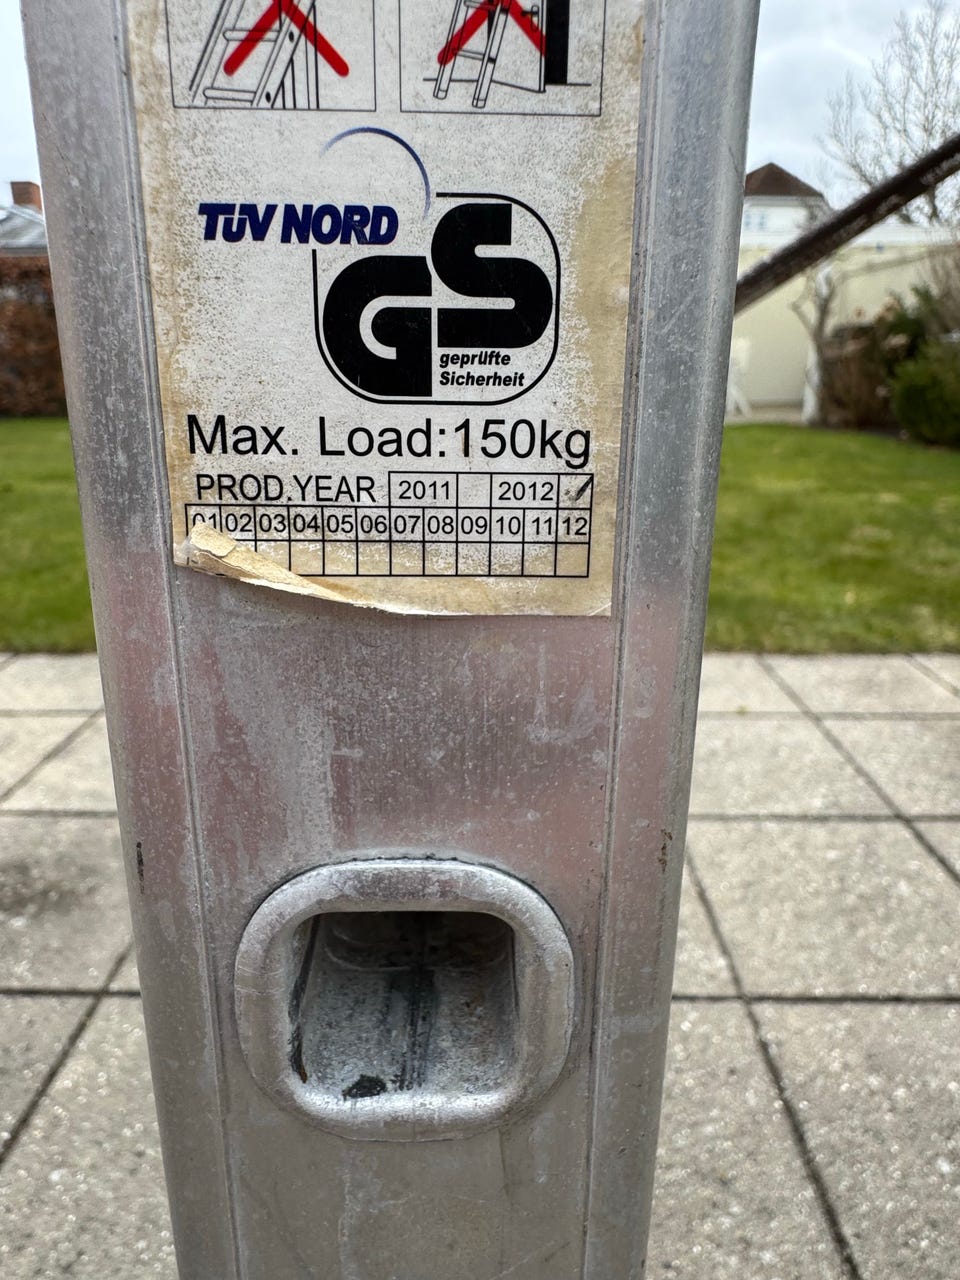 TÜV NORD
GS
geprüfte
Sicherheit
Max. Load:150kg
PROD.YEAR 2011 2012 ✓
01 02 03 04 05 06 07 08 09 10 11 12